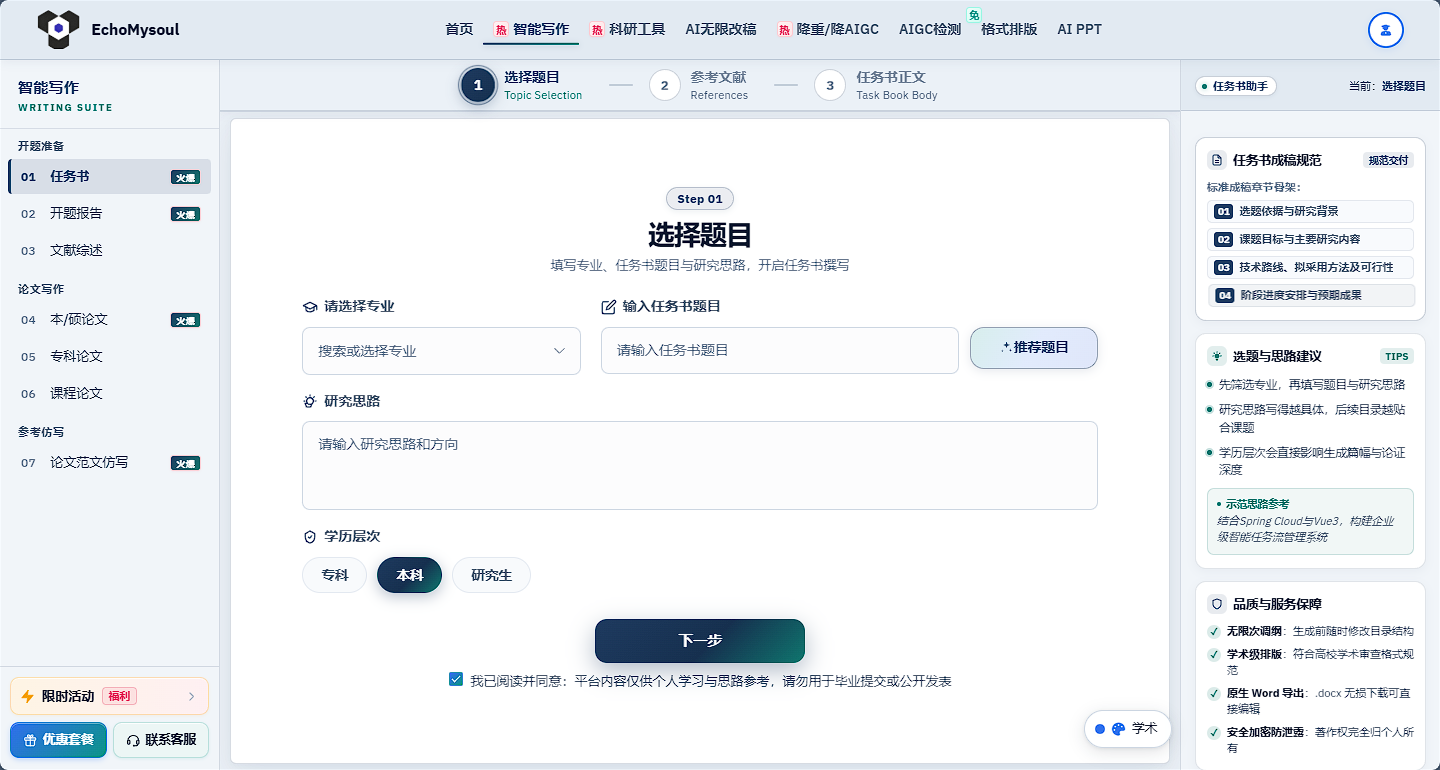 EchoMysoul
首页
热 智能写作
热 科研工具
AI无限改稿
热 降重/降AIGC
AIGC检测
免
格式排版
AI PPT
智能写作
WRITING SUITE
开题准备
01 任务书 火爆
02 开题报告 火爆
03 文献综述
论文写作
04 本/硕论文 火爆
05 专科论文
06 课程论文
参考仿写
07 论文范文仿写 火爆
限时活动 福利
优惠套餐
联系客服
1 选择题目
Topic Selection
2 参考文献
References
3 任务书正文
Task Book Body
Step 01
选择题目
填写专业、任务书题目与研究思路，开启任务书撰写
请选择专业
搜索或选择专业
输入任务书题目
请输入任务书题目
推荐题目
研究思路
请输入研究思路和方向
学历层次
专科
本科
研究生
下一步
我已阅读并同意：平台内容仅供个人学习与思路参考，请勿用于毕业提交或公开发表
学术
任务书助手
当前：选择题目
任务书成稿规范 规范交付
标准成稿章节骨架：
01 选题依据与研究背景
02 课题目标与主要研究内容
03 技术路线、拟采用方法及可行性
04 阶段进度安排与预期成果
选题与思路建议 TIPS
先筛选专业，再填写题目与研究思路
研究思路写得越具体，后续目录越贴
合课题
学历层次会直接影响生成篇幅与论证
深度
示范思路参考
结合Spring Cloud与Vue3，构建企业
级智能任务流管理系统
品质与服务保障
无限次调纲：生成前随时修改目录结构
学术级排版：符合高校学术审查格式规
范
原生 Word 导出：.docx 无损下载可直
接编辑
安全加密防泄露：著作权完全归个人所
有